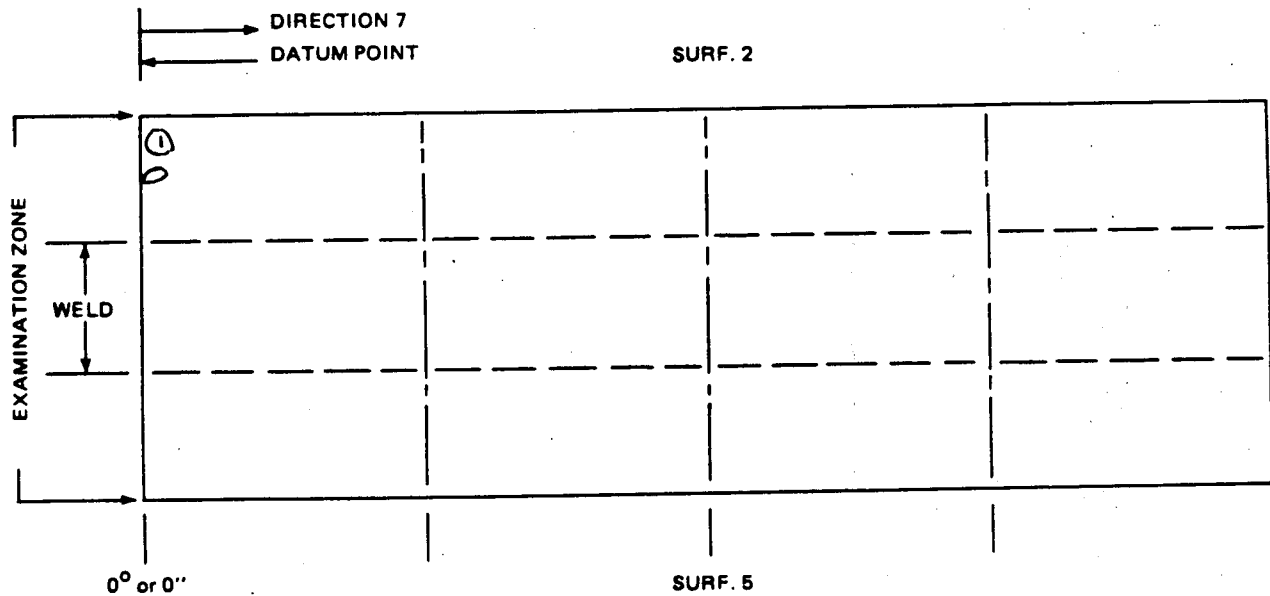 DIRECTION 7
DATUM POINT
SURF. 2
①
EXAMINATION ZONE
WELD
0° or 0''
SURF. 5